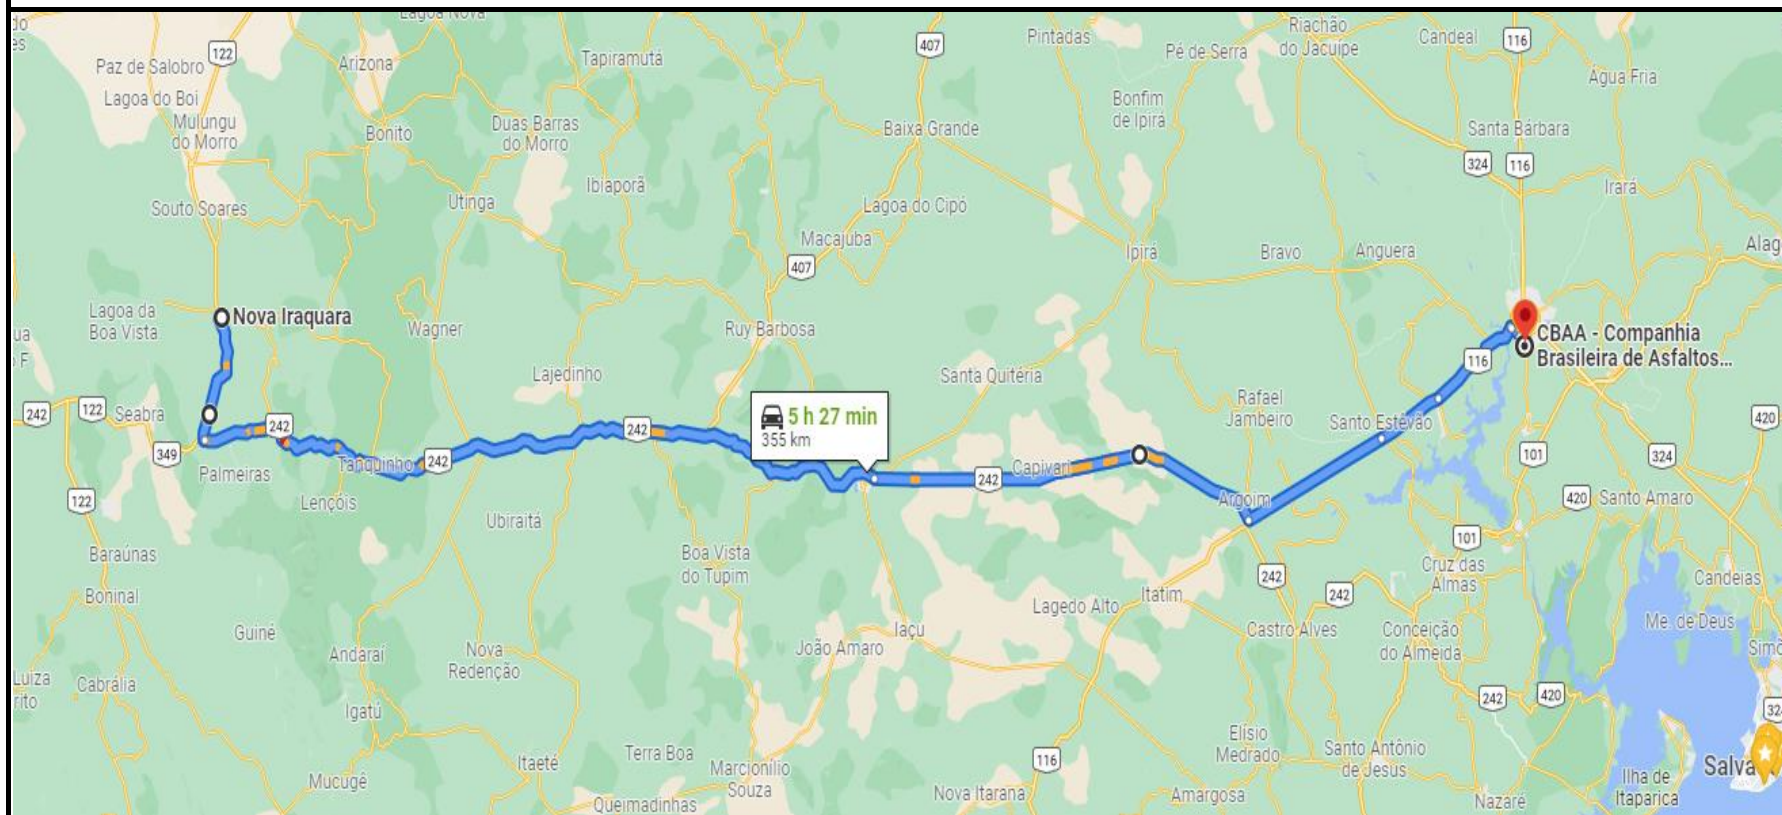 Lagoa Nova
Riachão
do Jacuípe
122
407
Pintadas
Pé de Serra
Candeal
116
Paz de Salobro
Arizona
Tapiramutá
Água Fria
Lagoa do Boi
Bonfim
de Ipirá
Mulungu
do Morro
Bonito
Duas Barras
do Morro
Baixa Grande
Santa Bárbara
324
116
Ibiaporã
Irará
Souto Soares
Utinga
Lagoa do Cipó
Macajuba
Ipirá
Bravo
Anguera
Alag
407
Lagoa da
Boa Vista
Nova Iraquara
Wagner
Ruy Barbosa
CBAA - Companhia
Brasileira de Asfaltos...
ua
F
116
Lajedinho
Santa Quitéria
242
122
Seabra
242
242
5 h 27 min
355 km
Rafael
Jambeiro
Santo Estêvão
420
349
Palmeiras
Tanquinho
242
Capivari
242
101
324
122
Lençóis
Ubiraitá
Argoim
420
Santo Amaro
Baraúnas
Boa Vista
do Tupim
101
Cruz das
Almas
Candeias
242
242
Boninal
Lagedo Alto
Itatim
Guiné
Iaçu
Castro Alves
Conceição
do Almeida
Me. de Deus
Andaraí
Nova
Redenção
João Amaro
Simõ
Luiza
rito
Cabrália
242
420
Igatú
324
Terra Boa
Itaeté
Marcionílio
Souza
116
Elísio
Medrado
Santo Antônio
de Jesus
Salva
Mucugê
Ilha de
Itaparica
Queimadinhas
Nova Itarana
Amargosa
Nazaré